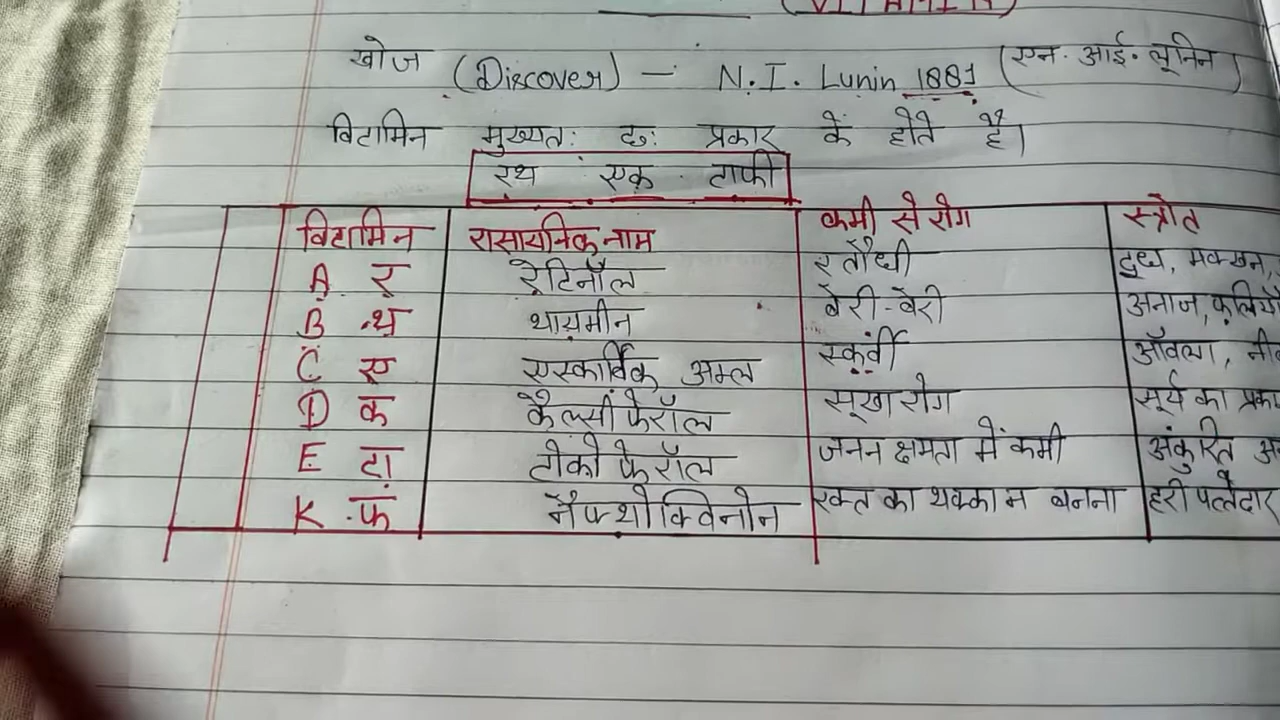 (VITAMIN)
खोज (Discover) — N.I. Lunin 1881 (एन. आई. लूनिन)
विटामिन मुख्यतः छः प्रकार के होते है।
रथ एक टाफी
विटामिन रासायनिक नाम कमी से रोग स्त्रोत
A र रेटिनॉल रतौंधी दुध, मक्खन,
B थ थायमीन बेरी-बेरी अनाज, फलियाँ
C ए एस्कार्बिक अम्ल स्कर्वी आँवला,
D क कैल्सीफेरॉल सूखा रोग सूर्य का
E टा टोकोफेरॉल जनन क्षमता में कमी अंकुरित
K फ नैफ्थोक्विनोन रक्त का थक्का न बनना हरी पत्तेदार